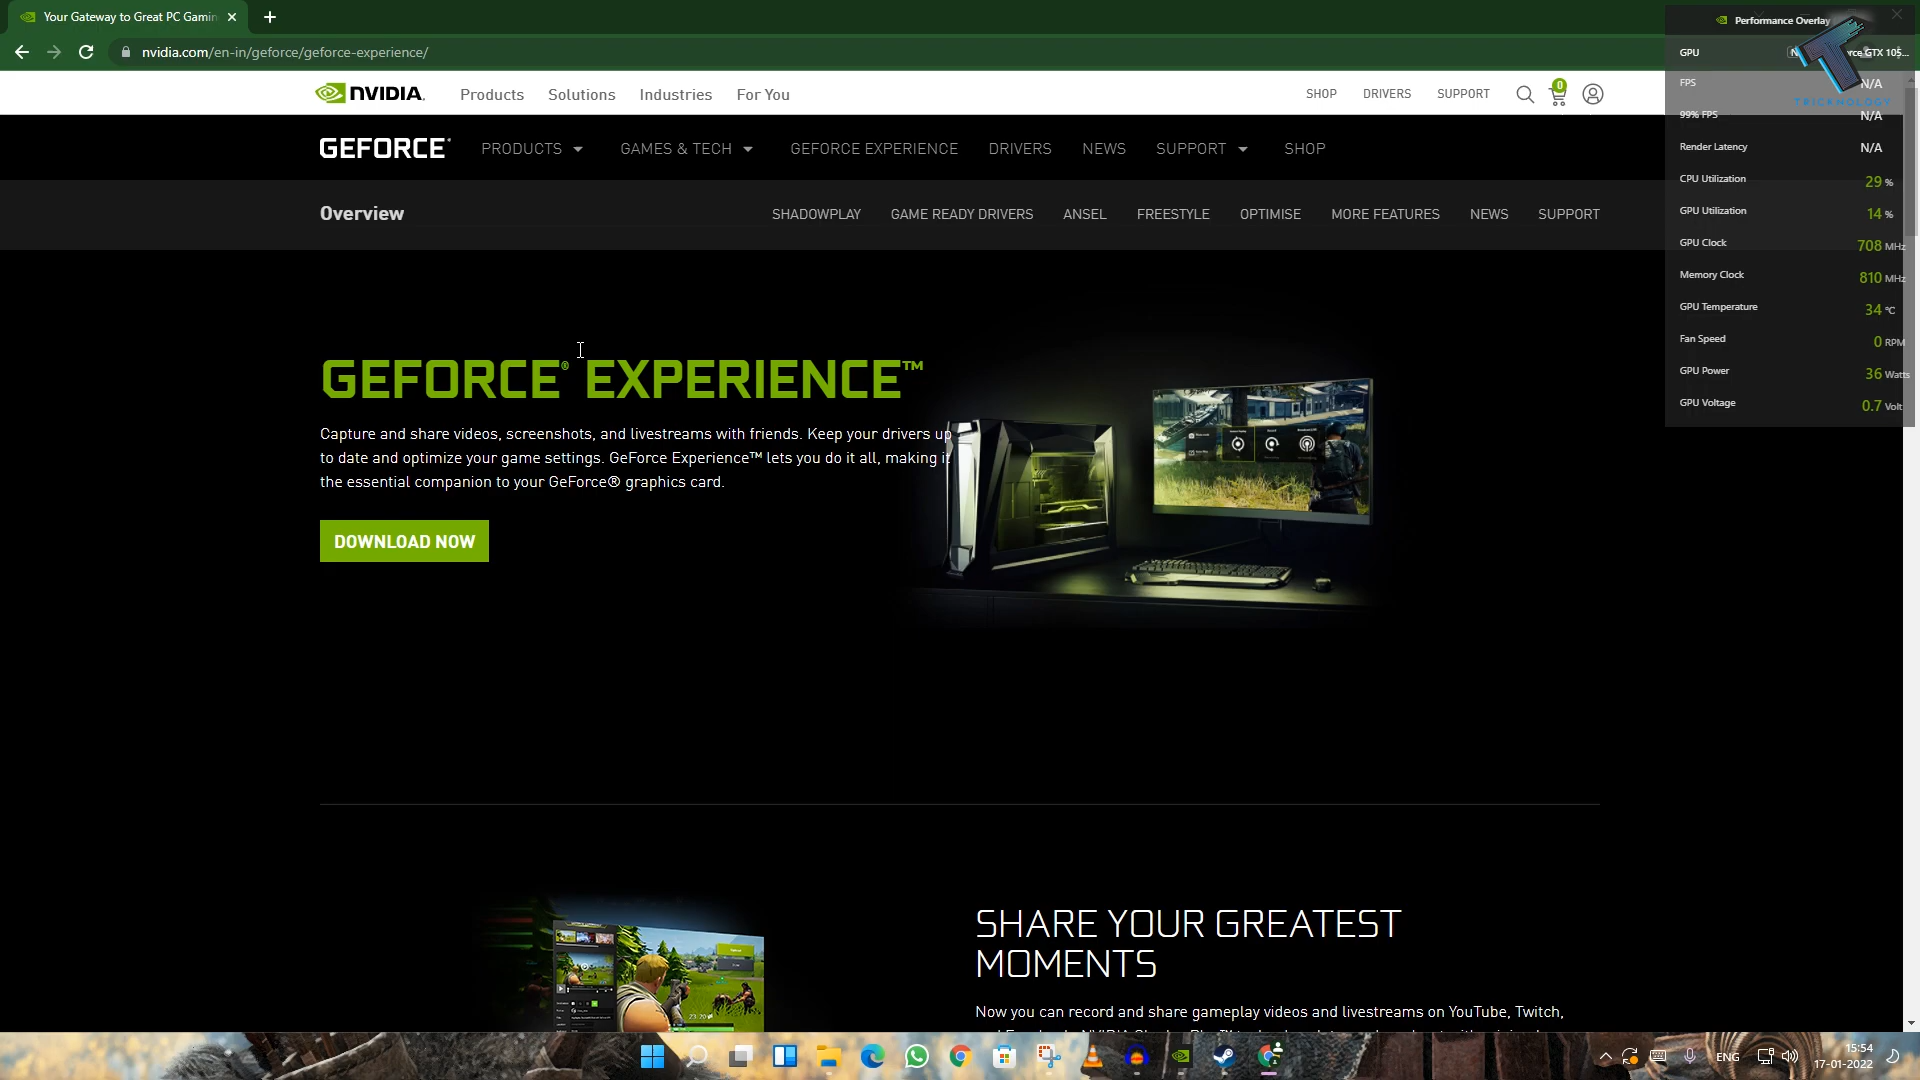 Your Gateway to Great PC Gamin
nvidia.com/en-in/geforce/geforce-experience/
NVIDIA.
Products
Solutions
Industries
For You
SHOP
DRIVERS
SUPPORT
0
GEFORCE
PRODUCTS
GAMES & TECH
GEFORCE EXPERIENCE
DRIVERS
NEWS
SUPPORT
SHOP
Overview
SHADOWPLAY
GAME READY DRIVERS
ANSEL
FREESTYLE
OPTIMISE
MORE FEATURES
NEWS
SUPPORT
Performance Overlay
GPU
rce GTX 105...
TRICKNOLOGY
FPS N/A
99% FPS N/A
Render Latency N/A
CPU Utilization 29 %
GPU Utilization 14 %
GPU Clock 708 MHz
Memory Clock 810 MHz
GPU Temperature 34 °C
Fan Speed 0 RPM
GPU Power 36 Watts
GPU Voltage 0.7 Volt
GEFORCE® EXPERIENCE™
Capture and share videos, screenshots, and livestreams with friends. Keep your drivers up
to date and optimize your game settings. GeForce Experience™ lets you do it all, making it
the essential companion to your GeForce® graphics card.
DOWNLOAD NOW
SHARE YOUR GREATEST
MOMENTS
Now you can record and share gameplay videos and livestreams on YouTube, Twitch,
ENG
15:54
17-01-2022